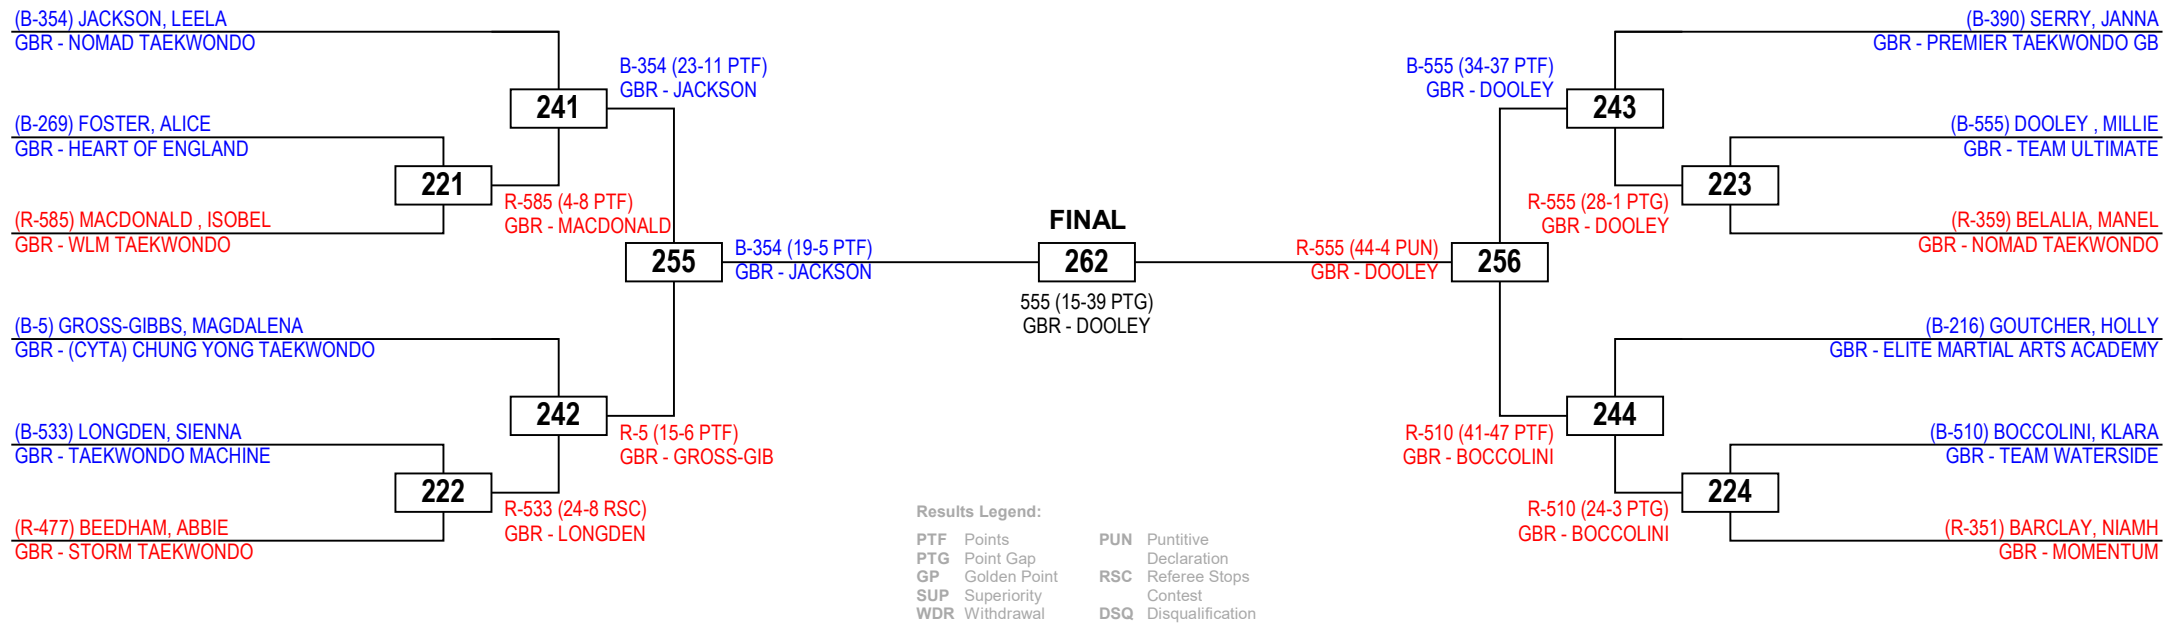 (B-354) JACKSON, LEELA
GBR - NOMAD TAEKWONDO
(B-269) FOSTER, ALICE
GBR - HEART OF ENGLAND
(R-585) MACDONALD , ISOBEL
GBR - WLM TAEKWONDO
(B-5) GROSS-GIBBS, MAGDALENA
GBR - (CYTA) CHUNG YONG TAEKWONDO
(B-533) LONGDEN, SIENNA
GBR - TAEKWONDO MACHINE
(R-477) BEEDHAM, ABBIE
GBR - STORM TAEKWONDO
221
R-585 (4-8 PTF)
GBR - MACDONALD
222
R-533 (24-8 RSC)
GBR - LONGDEN
241
B-354 (23-11 PTF)
GBR - JACKSON
242
R-5 (15-6 PTF)
GBR - GROSS-GIB
255
B-354 (19-5 PTF)
GBR - JACKSON
FINAL
262
555 (15-39 PTG)
GBR - DOOLEY
R-555 (44-4 PUN)
GBR - DOOLEY
256
B-555 (34-37 PTF)
GBR - DOOLEY
243
R-510 (41-47 PTF)
GBR - BOCCOLINI
244
R-555 (28-1 PTG)
GBR - DOOLEY
223
R-510 (24-3 PTG)
GBR - BOCCOLINI
224
(B-390) SERRY, JANNA
GBR - PREMIER TAEKWONDO GB
(B-555) DOOLEY , MILLIE
GBR - TEAM ULTIMATE
(R-359) BELALIA, MANEL
GBR - NOMAD TAEKWONDO
(B-216) GOUTCHER, HOLLY
GBR - ELITE MARTIAL ARTS ACADEMY
(B-510) BOCCOLINI, KLARA
GBR - TEAM WATERSIDE
(R-351) BARCLAY, NIAMH
GBR - MOMENTUM
Results Legend:
PTF Points
PTG Point Gap
GP Golden Point
SUP Superiority
WDR Withdrawal
PUN Puntitive
Declaration
RSC Referee Stops
Contest
DSQ Disqualification